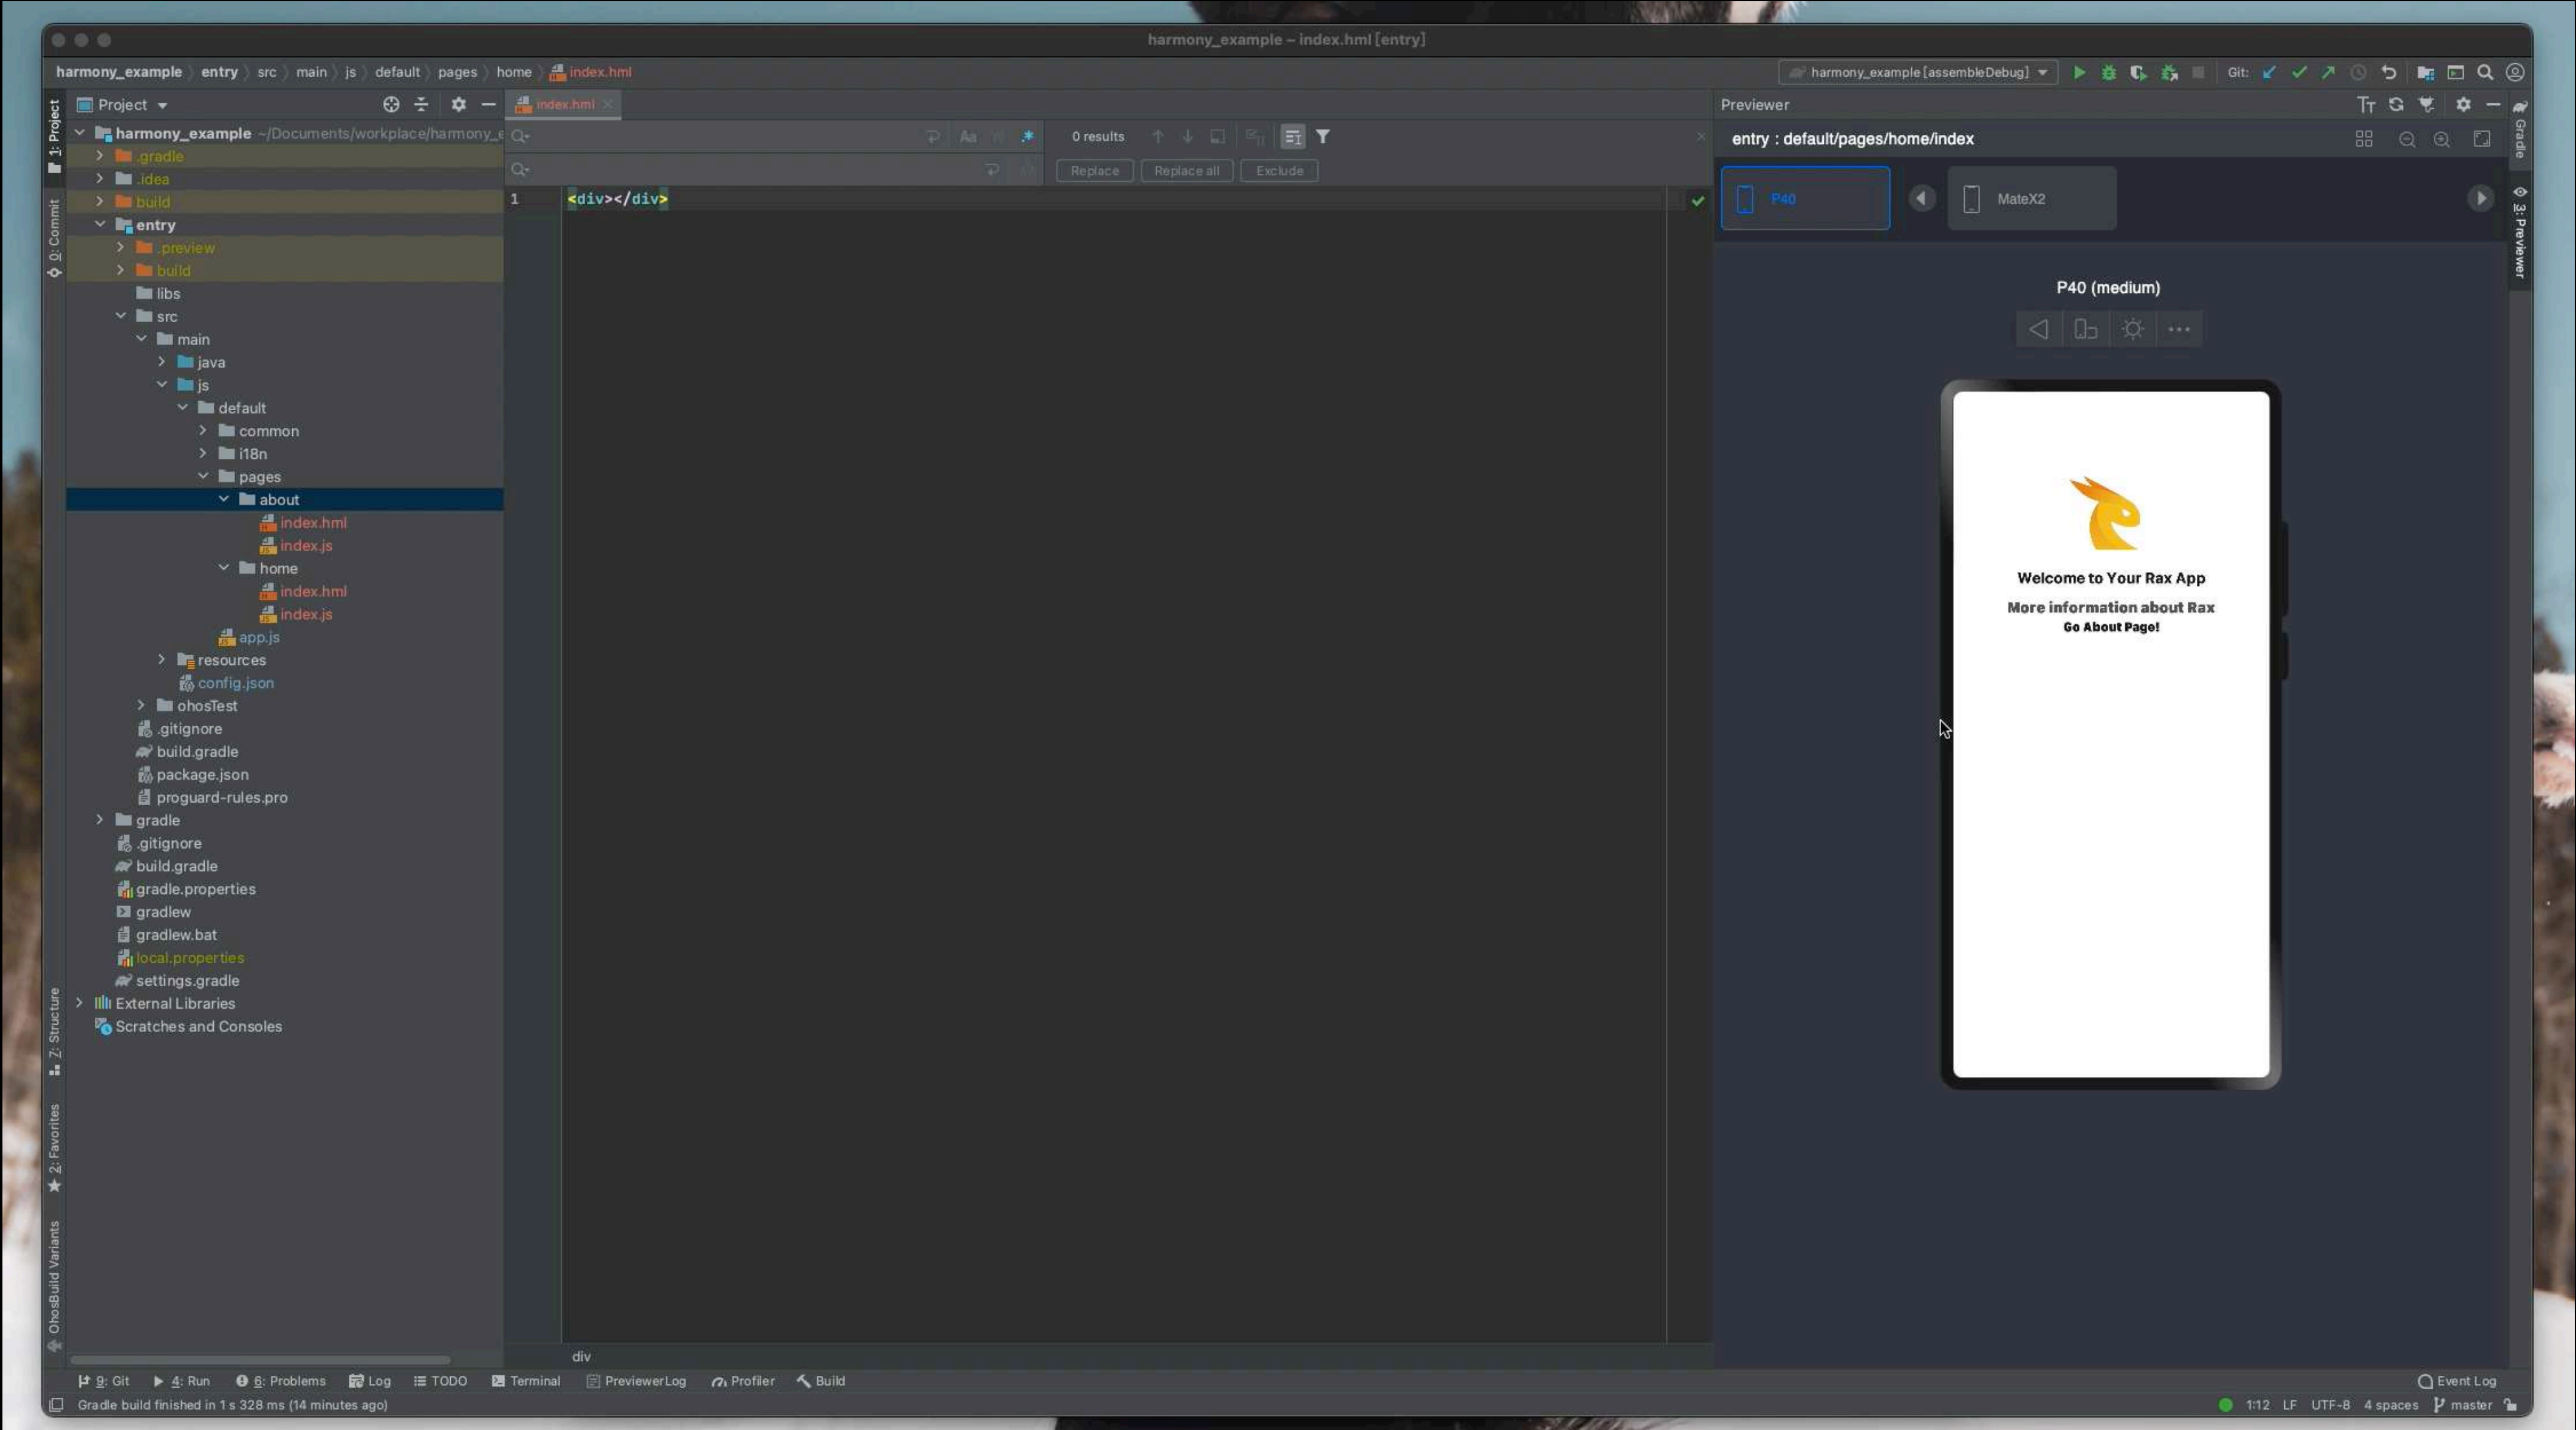 harmony_example – index.hml [entry]
harmony_example entry src main js default pages home index.hml
harmony_example [assembleDebug]
Git:
1: Project
0: Commit
Z: Structure
2: Favorites
OhosBuild Variants
Project
harmony_example ~/Documents/workplace/harmony_e
.gradle
.idea
build
entry
.preview
build
libs
src
main
java
js
default
common
i18n
pages
about
index.hml
index.js
home
index.hml
index.js
app.js
resources
config.json
ohosTest
.gitignore
build.gradle
package.json
proguard-rules.pro
gradle
.gitignore
build.gradle
gradle.properties
gradlew
gradlew.bat
local.properties
settings.gradle
External Libraries
Scratches and Consoles
index.hml
Aa
.*
0 results
Replace
Replace all
Exclude
1
<div></div>
div
Previewer
entry : default/pages/home/index
P40
MateX2
P40 (medium)
Welcome to Your Rax App
More information about Rax
Go About Page!
Gradle
3: Previewer
9: Git 4: Run 6: Problems Log TODO Terminal PreviewerLog Profiler Build
Event Log
Gradle build finished in 1 s 328 ms (14 minutes ago)
1:12 LF UTF-8 4 spaces master